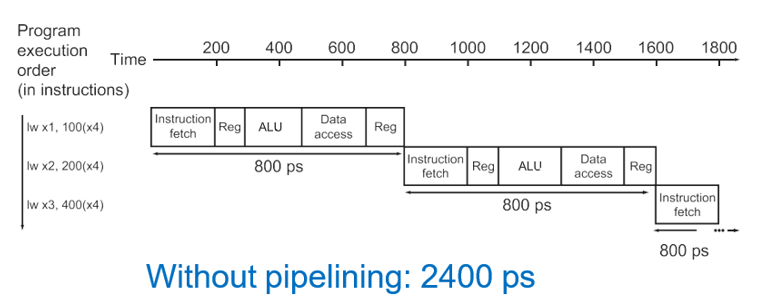 Program
execution
order
(in instructions)
Time
200 400 600 800 1000 1200 1400 1600 1800
lw x1, 100(x4)
Instruction fetch Reg ALU Data access Reg
800 ps
lw x2, 200(x4)
Instruction fetch Reg ALU Data access Reg
800 ps
lw x3, 400(x4)
Instruction fetch
800 ps
Without pipelining: 2400 ps